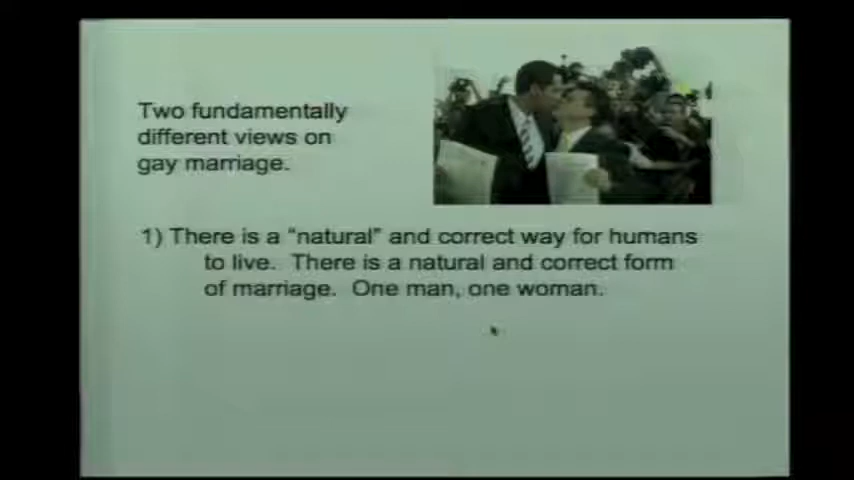 Two fundamentally
different views on
gay marriage.
1) There is a “natural” and correct way for humans
to live.  There is a natural and correct form
of marriage.  One man, one woman.